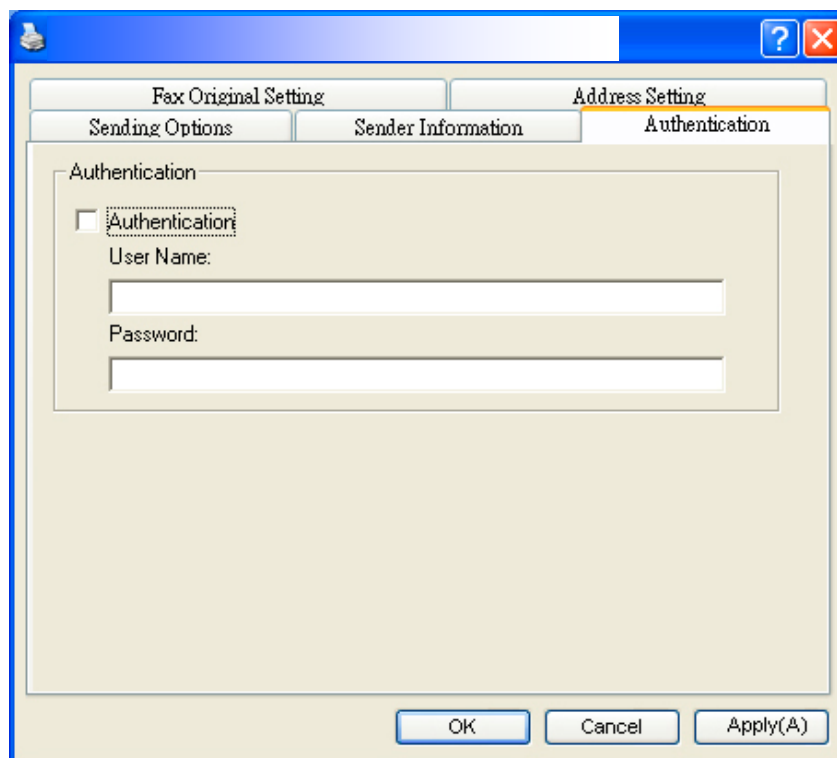 Fax Original Setting Address Setting
Sending Options Sender Information Authentication
Authentication
Authentication
User Name:
Password:
OK Cancel Apply(A)